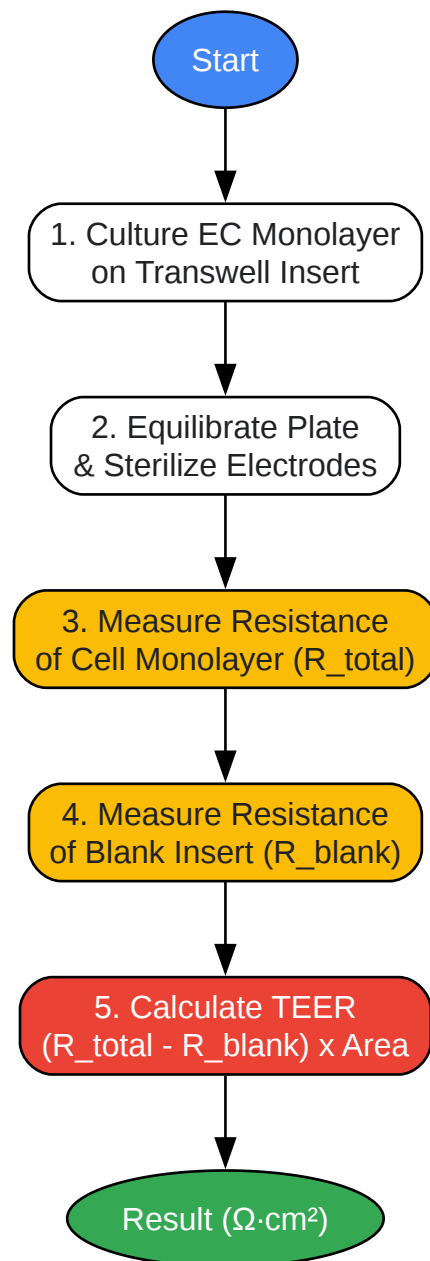 Start
1. Culture EC Monolayer
on Transwell Insert
2. Equilibrate Plate
& Sterilize Electrodes
3. Measure Resistance
of Cell Monolayer (R_total)
4. Measure Resistance
of Blank Insert (R_blank)
5. Calculate TEER
(R_total - R_blank) x Area
Result (Ω·cm²)